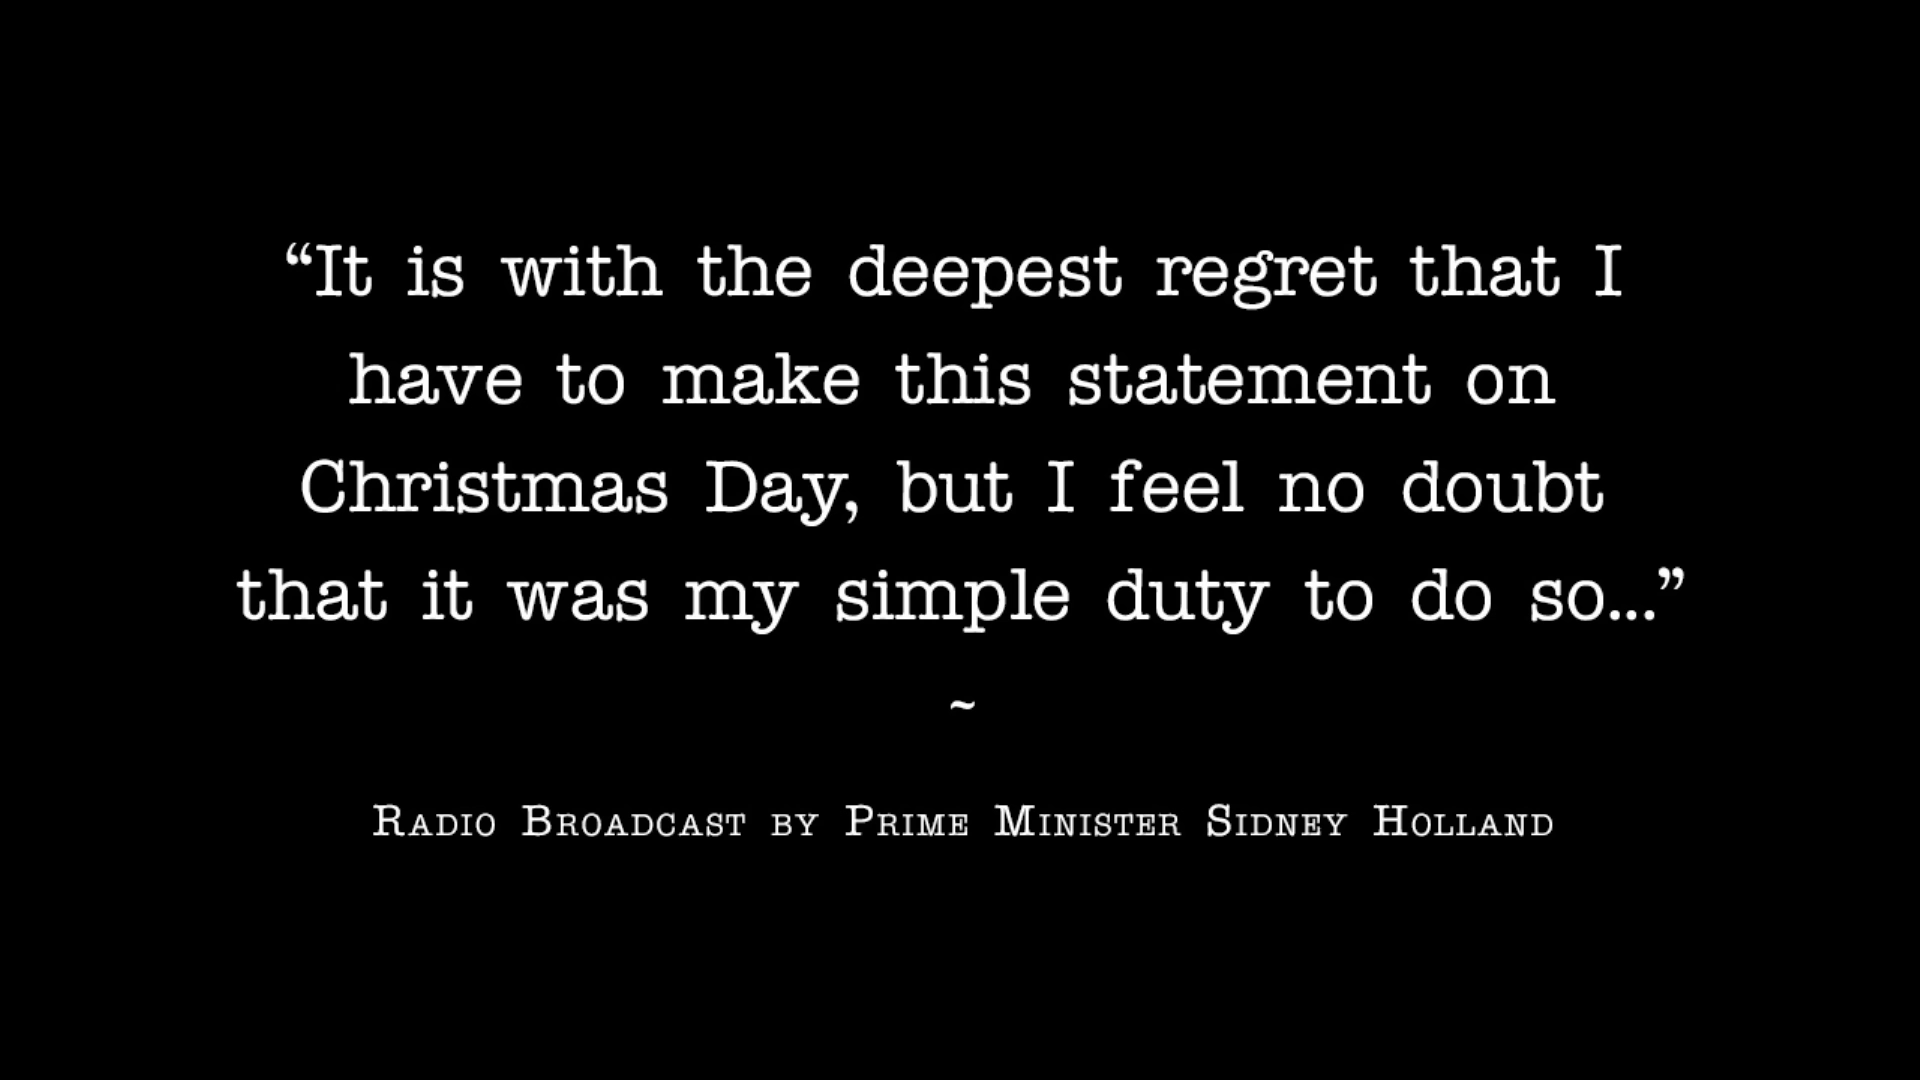 “It is with the deepest regret that I
have to make this statement on
Christmas Day, but I feel no doubt
that it was my simple duty to do so...”
~
Radio Broadcast by Prime Minister Sidney Holland